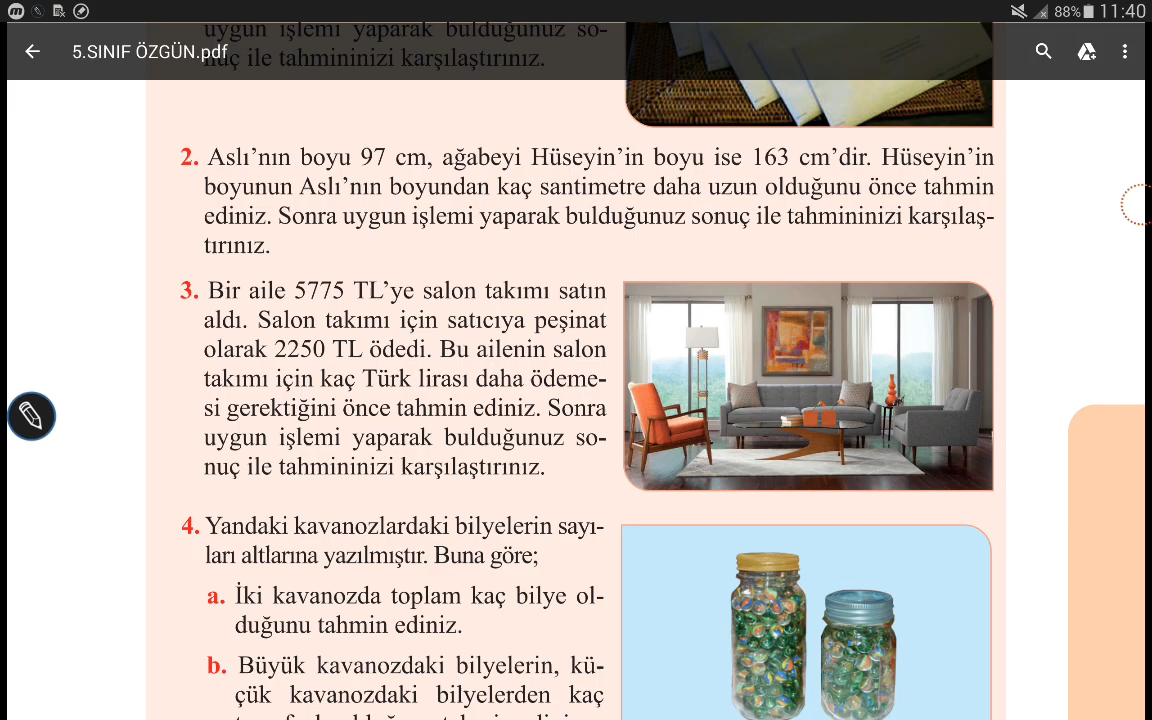 88% 11:40
uygun işlemi yaparak bulduğunuz so-
5.SINIF ÖZGÜN.pdf
nuç ile tahmininizi karşılaştırınız.
2. Aslı’nın boyu 97 cm, ağabeyi Hüseyin’in boyu ise 163 cm’dir. Hüseyin’in
boyunun Aslı’nın boyundan kaç santimetre daha uzun olduğunu önce tahmin
ediniz. Sonra uygun işlemi yaparak bulduğunuz sonuç ile tahmininizi karşılaş-
tırınız.
3. Bir aile 5775 TL’ye salon takımı satın
aldı. Salon takımı için satıcıya peşinat
olarak 2250 TL ödedi. Bu ailenin salon
takımı için kaç Türk lirası daha ödeme-
si gerektiğini önce tahmin ediniz. Sonra
uygun işlemi yaparak bulduğunuz so-
nuç ile tahmininizi karşılaştırınız.
4. Yandaki kavanozlardaki bilyelerin sayı-
ları altlarına yazılmıştır. Buna göre;
a. İki kavanozda toplam kaç bilye ol-
duğunu tahmin ediniz.
b. Büyük kavanozdaki bilyelerin, kü-
çük kavanozdaki bilyelerden kaç